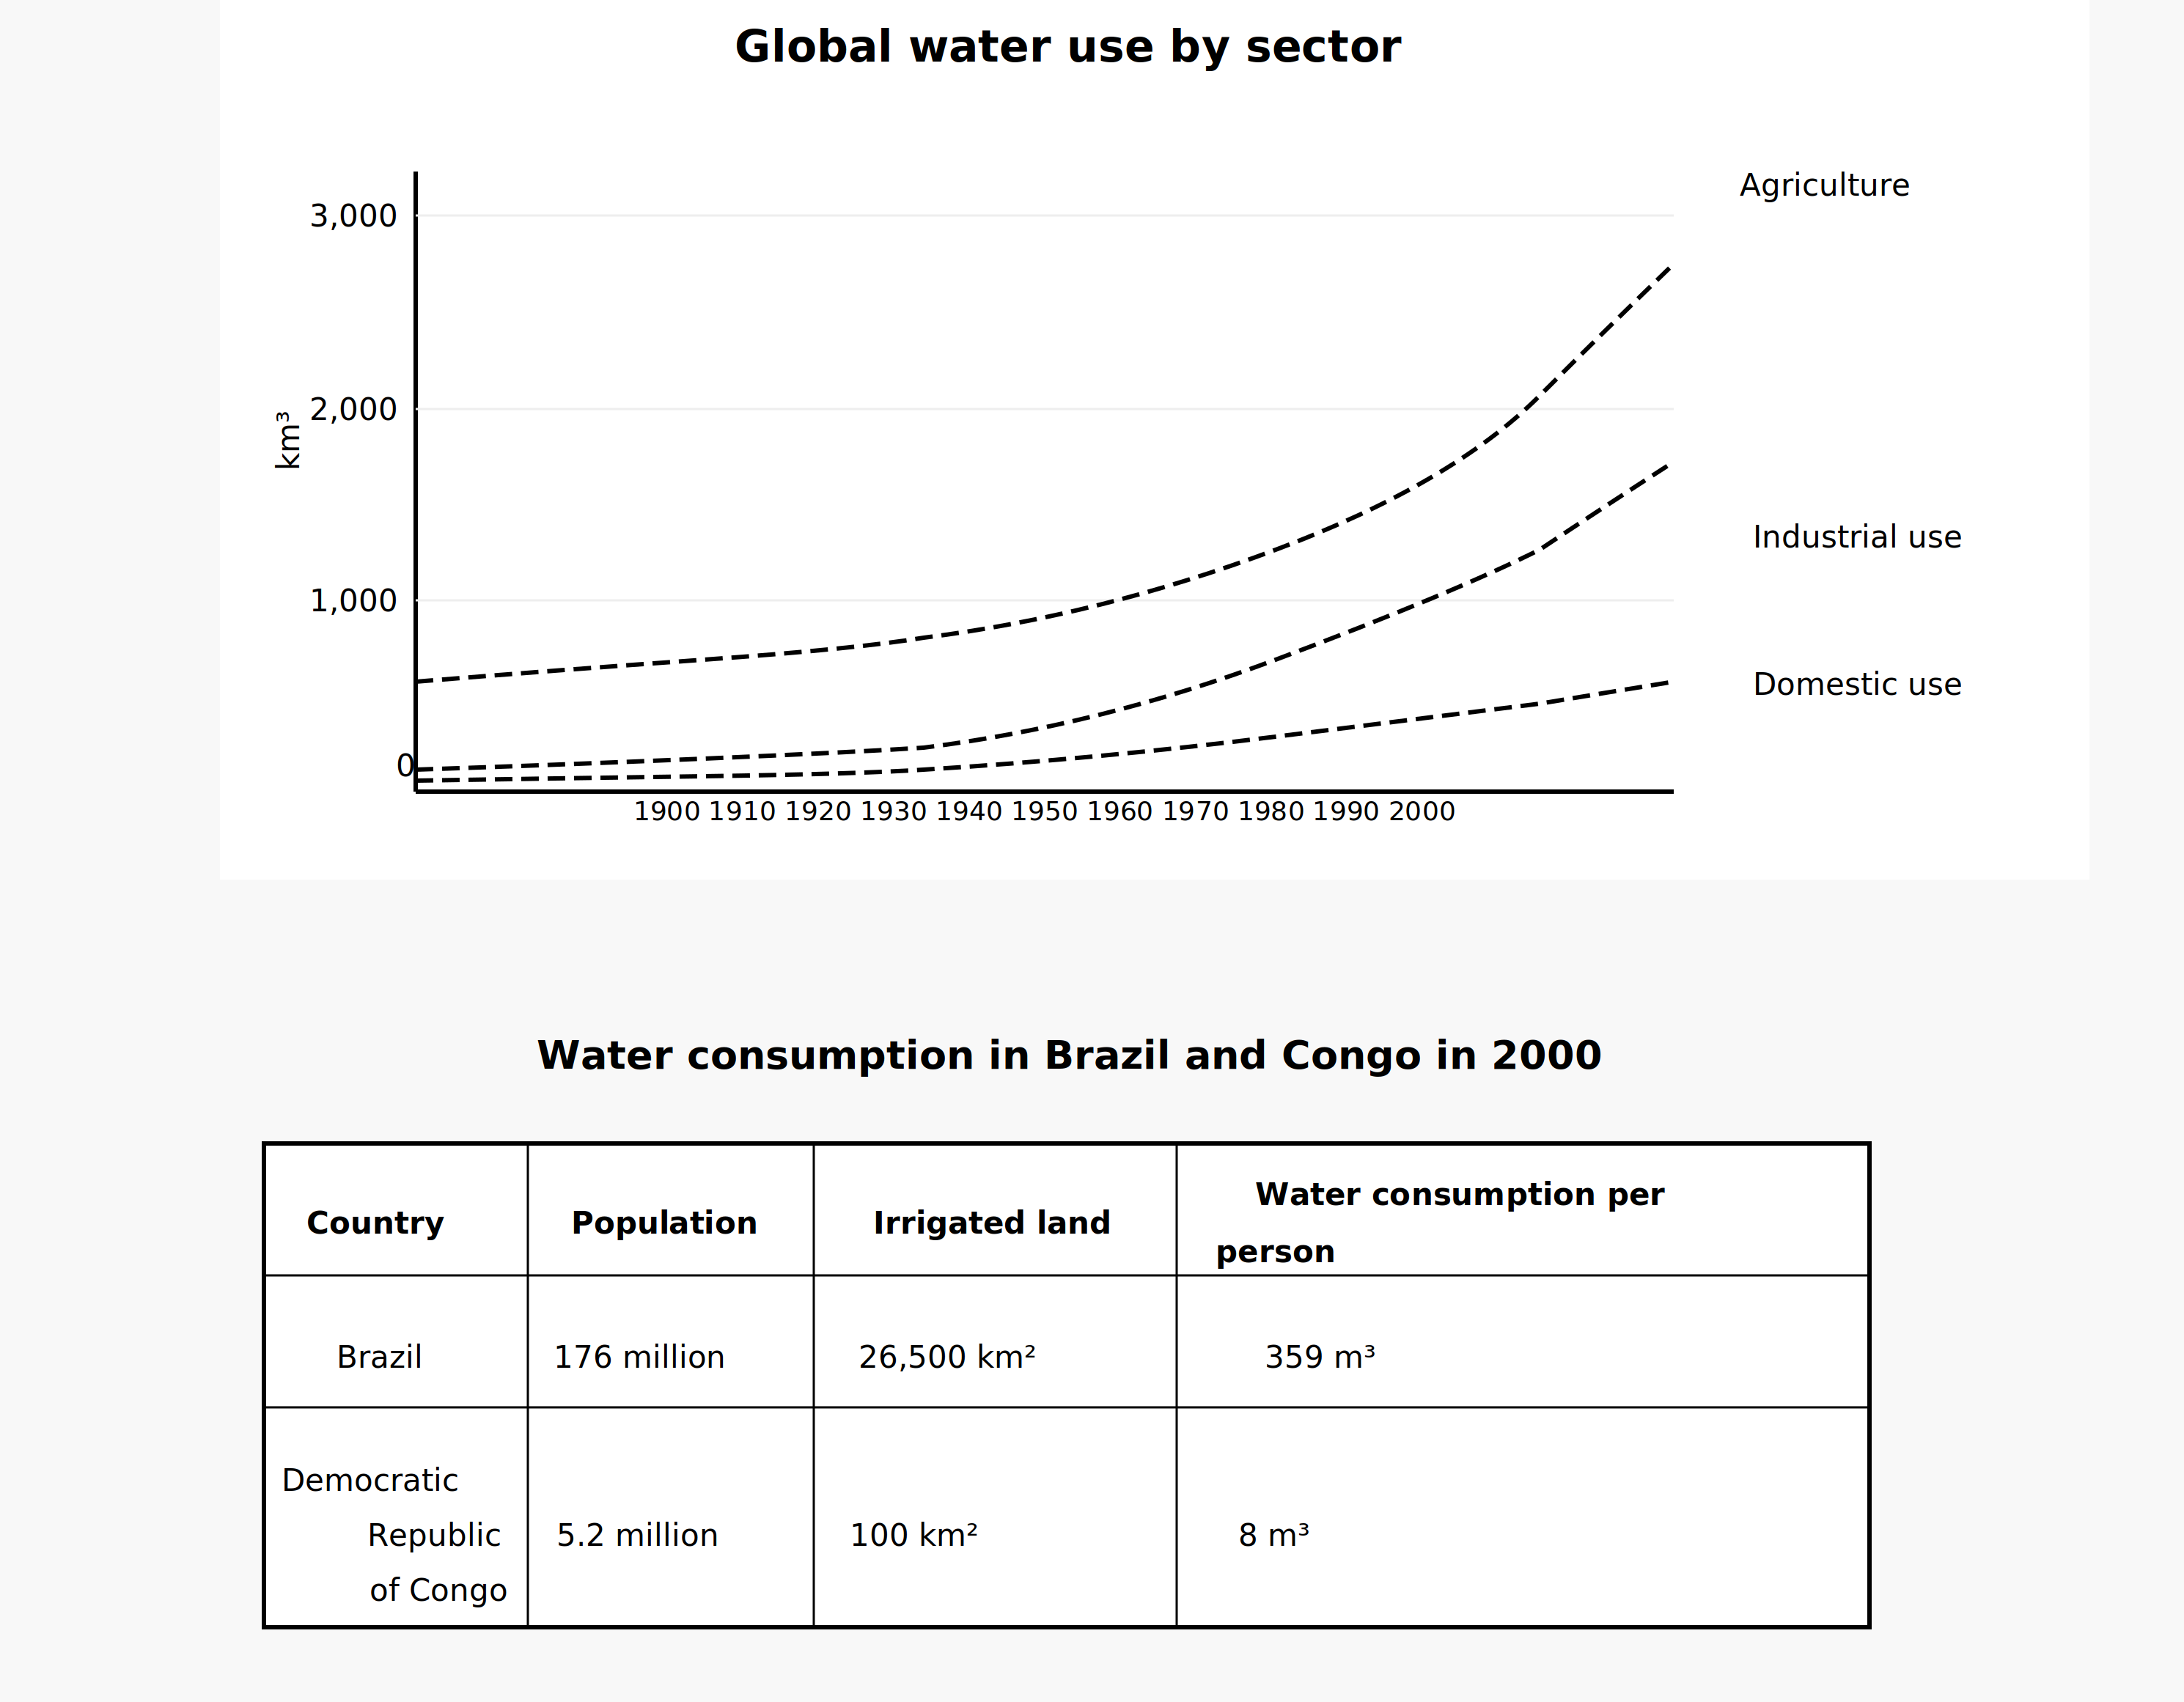 Global water use by sector
Agriculture
3,000
2,000
km³
Industrial use
1,000
Domestic use
0
1900 1910 1920 1930 1940 1950 1960 1970 1980 1990 2000
Water consumption in Brazil and Congo in 2000
Country Population Irrigated land Water consumption per
person
Brazil 176 million 26,500 km² 359 m³
Democratic
Republic 5.2 million 100 km² 8 m³
of Congo